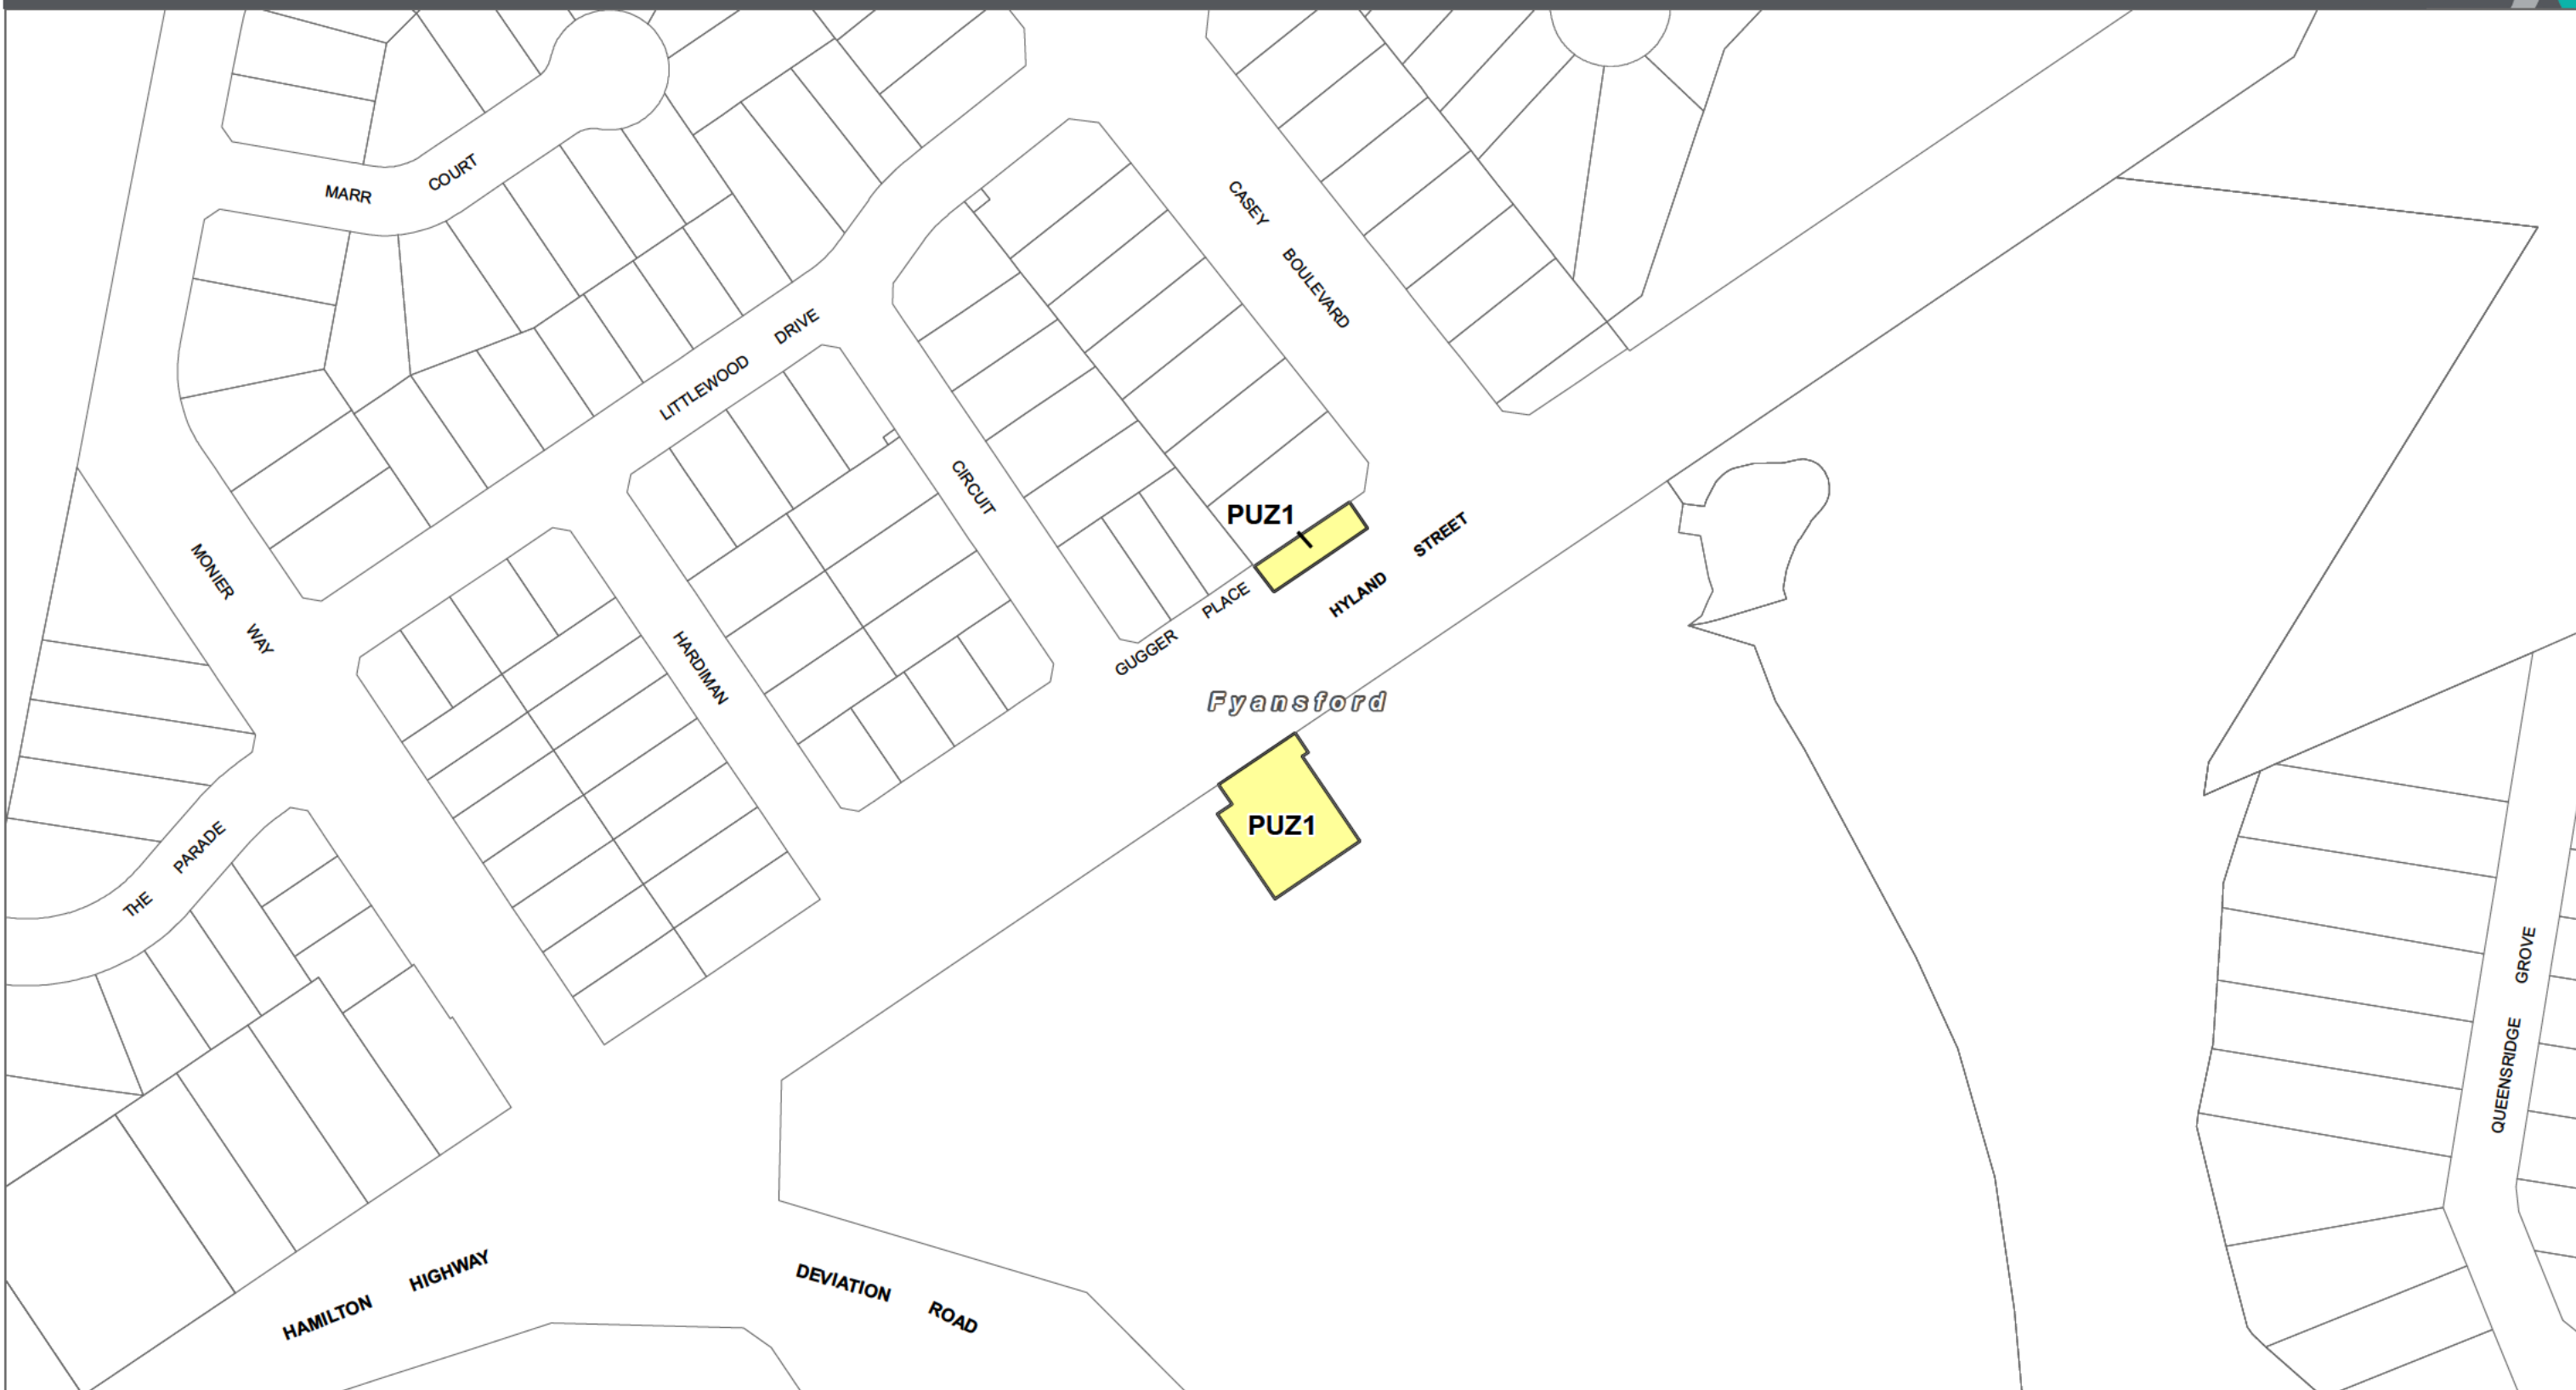 MARR COURT
CASEY BOULEVARD
LITTLEWOOD DRIVE
CIRCUIT
PUZ1
HYLAND STREET
MONIER WAY
GUGGER PLACE
HARDIMAN
Fyansford
PUZ1
THE PARADE
QUEENSRIDGE GROVE
HAMILTON HIGHWAY
DEVIATION ROAD